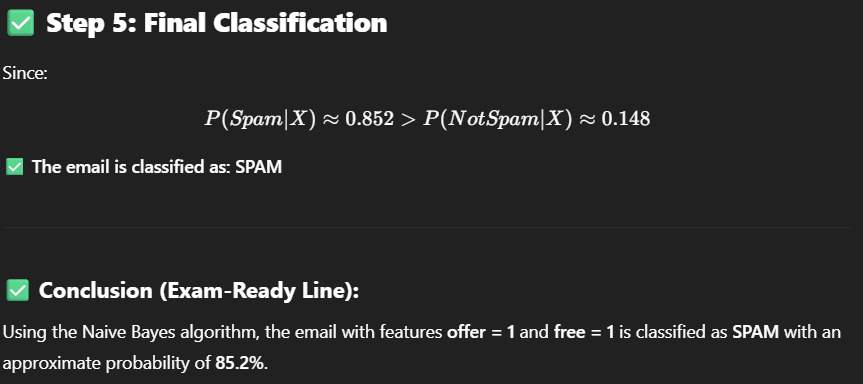 ✅ Step 5: Final Classification
Since:
P(Spam|X) ≈ 0.852 > P(NotSpam|X) ≈ 0.148
✅ The email is classified as: SPAM
✅ Conclusion (Exam-Ready Line):
Using the Naive Bayes algorithm, the email with features offer = 1 and free = 1 is classified as SPAM with an
approximate probability of 85.2%.